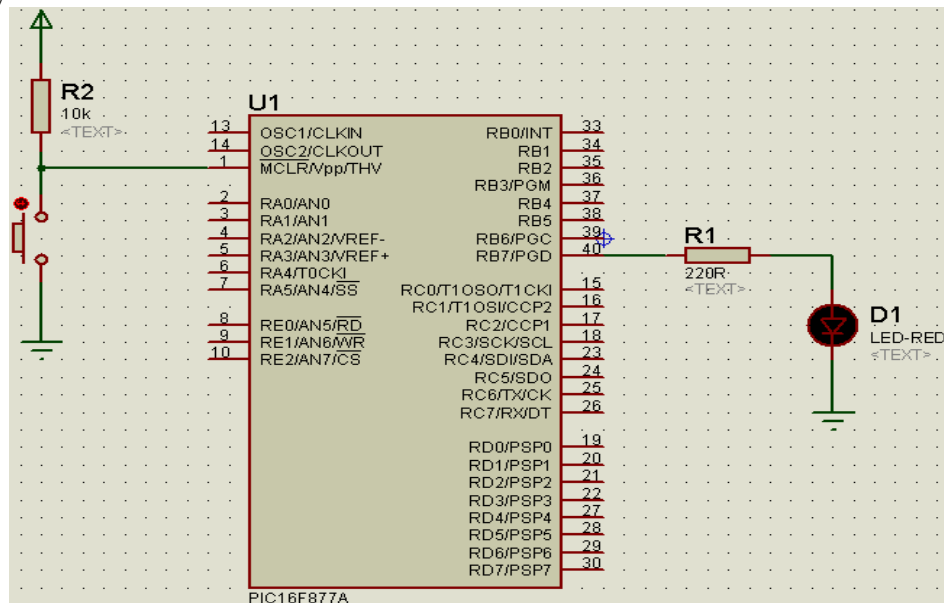 R2
10k
<TEXT>
U1
13 OSC1/CLKIN
14 OSC2/CLKOUT
1 MCLR/Vpp/THV
2 RA0/AN0
3 RA1/AN1
4 RA2/AN2/VREF-
5 RA3/AN3/VREF+
6 RA4/T0CKI
7 RA5/AN4/SS
8 RE0/AN5/RD
9 RE1/AN6/WR
10 RE2/AN7/CS
RB0/INT 33
RB1 34
RB2 35
RB3/PGM 36
RB4 37
RB5 38
RB6/PGC 39
RB7/PGD 40
RC0/T1OSO/T1CKI 15
RC1/T1OSI/CCP2 16
RC2/CCP1 17
RC3/SCK/SCL 18
RC4/SDI/SDA 23
RC5/SDO 24
RC6/TX/CK 25
RC7/RX/DT 26
RD0/PSP0 19
RD1/PSP1 20
RD2/PSP2 21
RD3/PSP3 22
RD4/PSP4 27
RD5/PSP5 28
RD6/PSP6 29
RD7/PSP7 30
PIC16F877A
R1
220R
<TEXT>
D1
LED-RED
<TEXT>